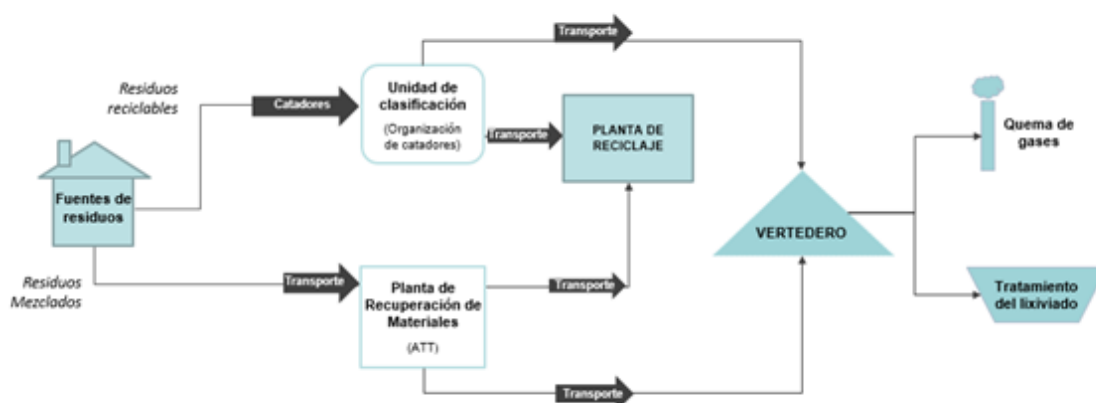 Transporte
Residuos
reciclables
Catadores
Unidad de
clasificación
(Organización
de catadores)
Transporte
PLANTA DE
RECICLAJE
Quema de
gases
Fuentes de
residuos
VERTEDERO
Residuos
Mezclados
Transporte
Planta de
Recuperación de
Materiales
(ATT)
Transporte
Tratamiento
del lixiviado
Transporte